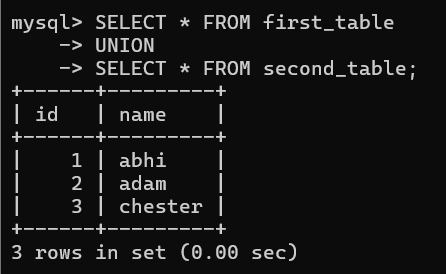 mysql> SELECT * FROM first_table
    -> UNION
    -> SELECT * FROM second_table;
+------+---------+
| id   | name    |
+------+---------+
|    1 | abhi    |
|    2 | adam    |
|    3 | chester |
+------+---------+
3 rows in set (0.00 sec)